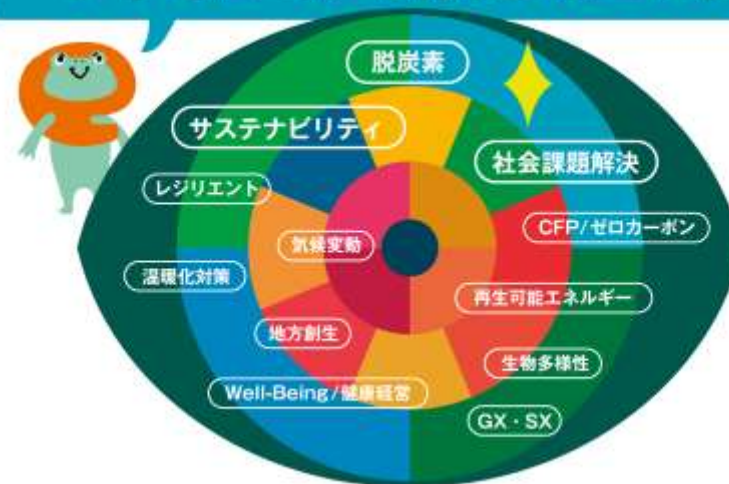 脱炭素
サステナビリティ
社会課題解決
レジリエント
CFP/ゼロカーボン
気候変動
温暖化対策
再生可能エネルギー
地方創生
生物多様性
Well-Being/健康経営
GX・SX